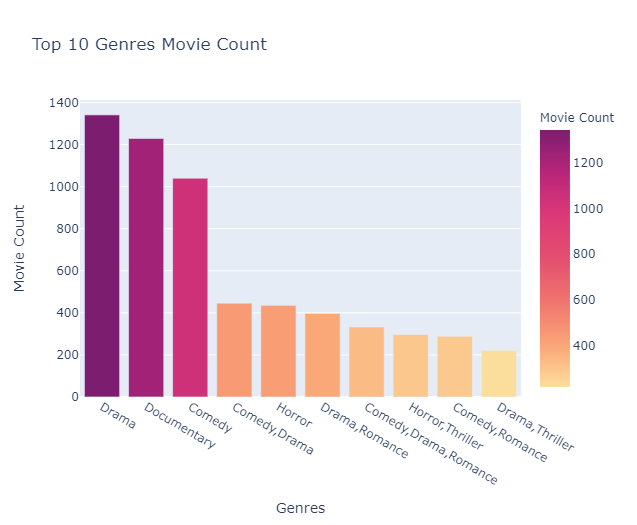 Top 10 Genres Movie Count
Movie Count
1400
1200
1000
800
600
400
200
0
Movie Count
1200
1000
800
600
400
Drama
Documentary
Comedy
Comedy,Drama
Horror
Drama,Romance
Comedy,Drama,Romance
Horror,Thriller
Comedy,Romance
Drama,Thriller
Genres